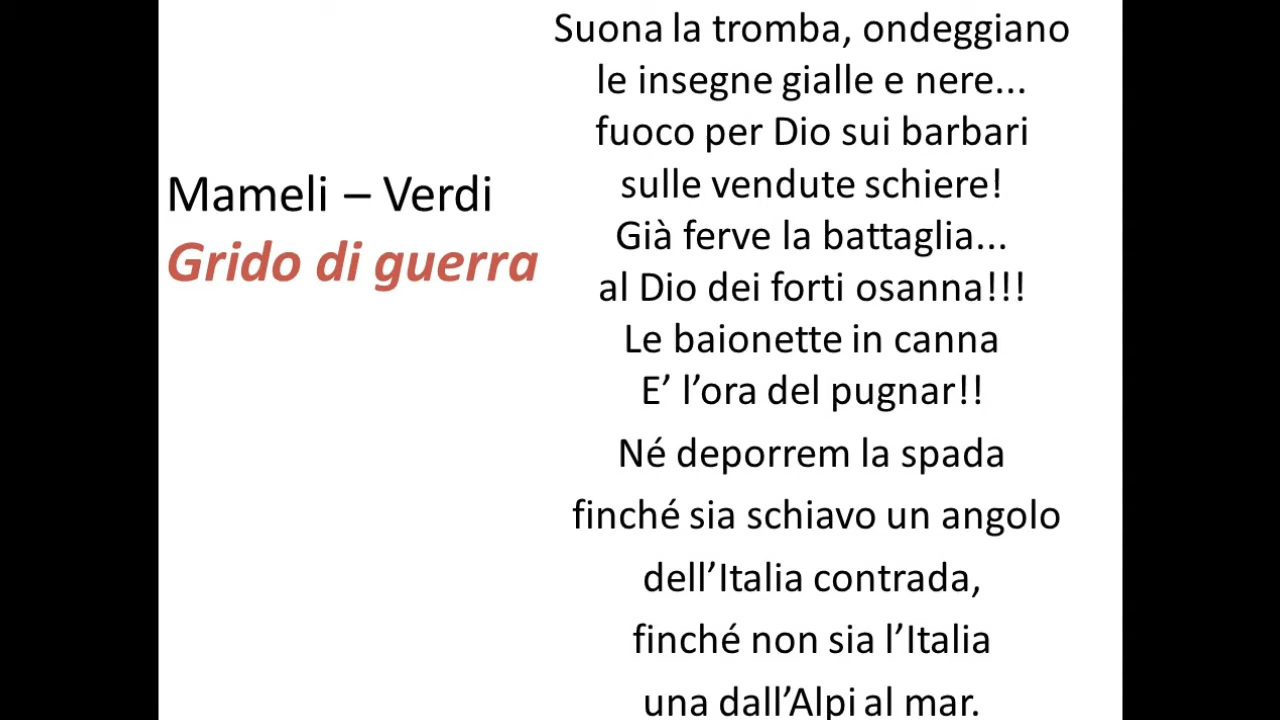 Mameli – Verdi
Grido di guerra
Suona la tromba, ondeggiano
le insegne gialle e nere...
fuoco per Dio sui barbari
sulle vendute schiere!
Già ferve la battaglia...
al Dio dei forti osanna!!!
Le baionette in canna
E’ l’ora del pugnar!!
Né deporrem la spada
finché sia schiavo un angolo
dell’Italia contrada,
finché non sia l’Italia
una dall’Alpi al mar.